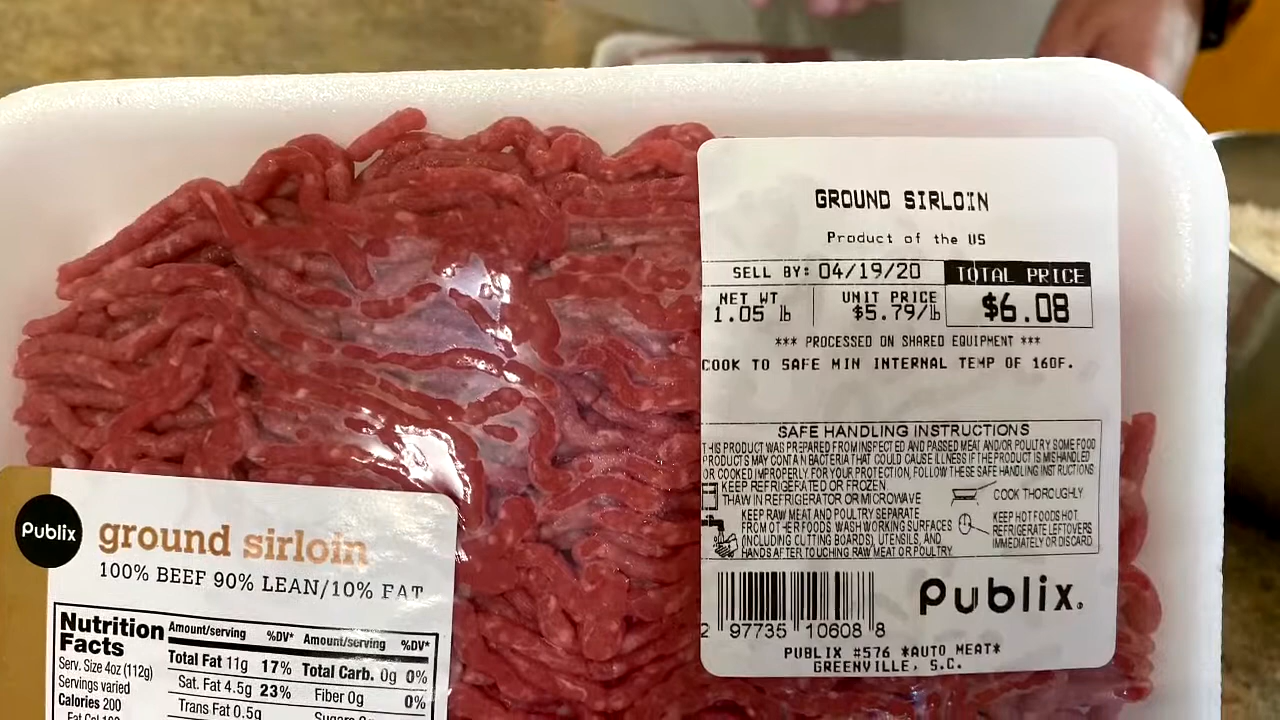 GROUND SIRLOIN
Product of the US
SELL BY: 04/19/20
TOTAL PRICE
NET WT
1.05 lb
UNIT PRICE
$5.79/lb
$6.08
*** PROCESSED ON SHARED EQUIPMENT ***
COOK TO SAFE MIN INTERNAL TEMP OF 160F.
SAFE HANDLING INSTRUCTIONS
THIS PRODUCT WAS PREPARED FROM INSPECTED AND PASSED MEAT AND/OR POULTRY SOME FOOD
PRODUCTS MAY CONTAIN BACTERIA THAT COULD CAUSE ILLNESS IF THE PRODUCT IS MISHANDLED
OR COOKED IMPROPERLY FOR YOUR PROTECTION, FOLLOW THESE SAFE HANDLING INSTRUCTIONS
KEEP REFRIGERATED OR FROZEN
THAW IN REFRIGERATOR OR MICROWAVE
COOK THOROUGHLY
KEEP RAW MEAT AND POULTRY SEPARATE
FROM OTHER FOODS WASH WORKING SURFACES
(INCLUDING CUTTING BOARDS), UTENSILS, AND
HANDS AFTER TOUCHING RAW MEAT OR POULTRY
KEEP HOT FOODS HOT
REFRIGERATE LEFTOVERS
IMMEDIATELY OR DISCARD
Publix.
2 97735 10608 8
PUBLIX #576 *AUTO MEAT*
GREENVILLE, S.C.
Publix
ground sirloin
100% BEEF 90% LEAN/10% FAT
Nutrition
Facts
Serv. Size 4oz (112g)
Servings varied
Calories 200
Amount/serving %DV* Amount/serving %DV*
Total Fat 11g 17% Total Carb. 0g 0%
Sat. Fat 4.5g 23% Fiber 0g 0%
Trans Fat 0.5g